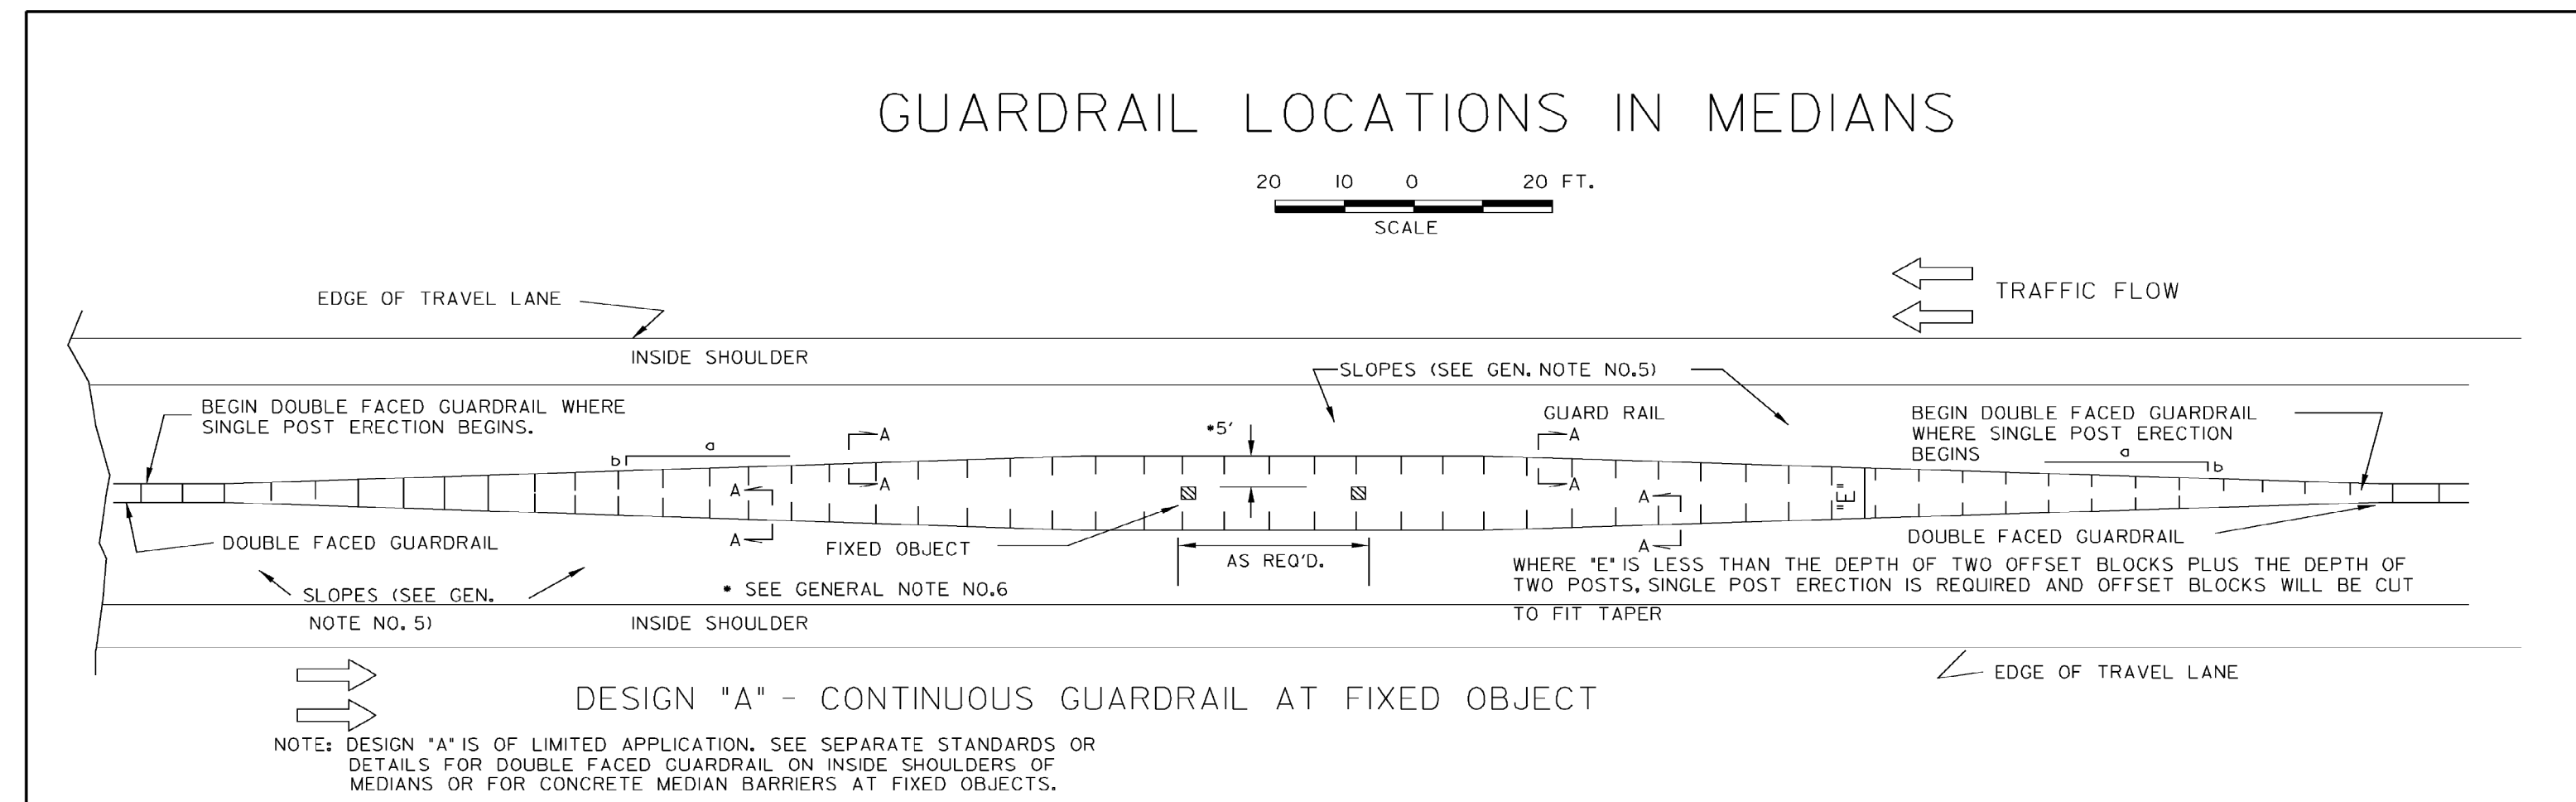 GUARDRAIL LOCATIONS IN MEDIANS
20 10 0 20 FT.
SCALE
TRAFFIC FLOW
EDGE OF TRAVEL LANE
INSIDE SHOULDER
SLOPES (SEE GEN. NOTE NO.5)
BEGIN DOUBLE FACED GUARDRAIL WHERE
SINGLE POST ERECTION BEGINS.
*5'
GUARD RAIL
BEGIN DOUBLE FACED GUARDRAIL
WHERE SINGLE POST ERECTION
BEGINS
a
b
A
A
A
A
a
b
A
A
"E"
A
A
DOUBLE FACED GUARDRAIL
FIXED OBJECT
AS REQ'D.
DOUBLE FACED GUARDRAIL
WHERE "E" IS LESS THAN THE DEPTH OF TWO OFFSET BLOCKS PLUS THE DEPTH OF
TWO POSTS, SINGLE POST ERECTION IS REQUIRED AND OFFSET BLOCKS WILL BE CUT
TO FIT TAPER
SLOPES (SEE GEN.
NOTE NO. 5)
* SEE GENERAL NOTE NO.6
INSIDE SHOULDER
EDGE OF TRAVEL LANE
DESIGN "A" - CONTINUOUS GUARDRAIL AT FIXED OBJECT
NOTE: DESIGN "A" IS OF LIMITED APPLICATION. SEE SEPARATE STANDARDS OR
DETAILS FOR DOUBLE FACED GUARDRAIL ON INSIDE SHOULDERS OF
MEDIANS OR FOR CONCRETE MEDIAN BARRIERS AT FIXED OBJECTS.